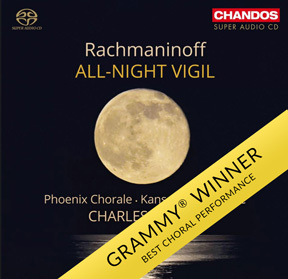 CHANDOS
SUPER AUDIO CD
SUPER AUDIO CD
Rachmaninoff
ALL-NIGHT VIGIL
Phoenix Chorale · Kans
CHARLES
GRAMMY® WINNER
BEST CHORAL PERFORMANCE